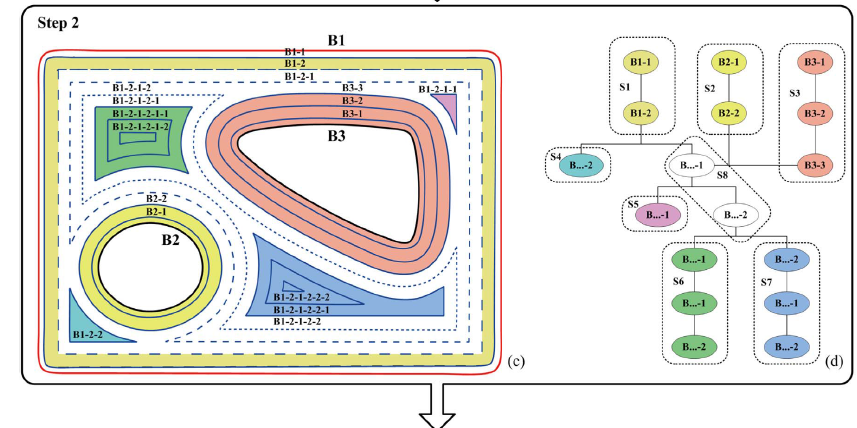 Step 2
B1
B1-1
B1-2
B1-2-1
B1-2-1-2
B1-2-1-2-1
B1-2-1-2-1-1
B1-2-1-2-1-2
B3-3
B3-2
B3-1
B3
B1-2-1-1
B2-2
B2-1
B2
B1-2-1-2-2-2
B1-2-1-2-2-1
B1-2-1-2-2
B1-2-2
(c)
B1-1
B2-1
B3-1
S1
S2
S3
B1-2
B2-2
B3-2
S4
B...-2
B...-1
S8
B3-3
S5
B...-1
B...-2
B...-1
B...-2
S6
S7
B...-1
B...-1
B...-2
B...-2
(d)